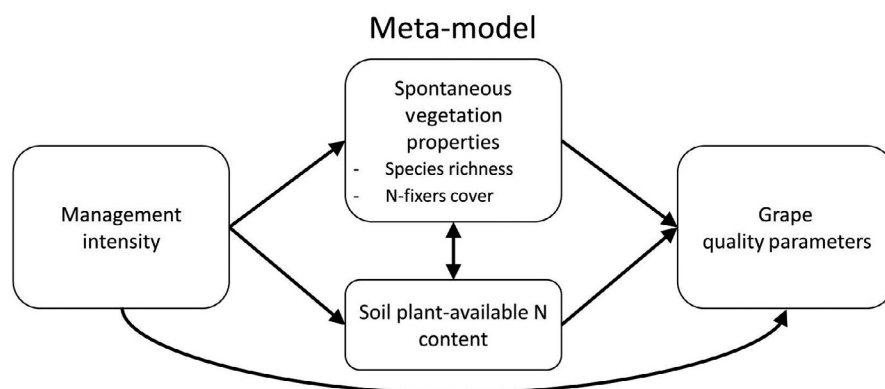 Meta-model
Spontaneous
vegetation
properties
- Species richness
- N-fixers cover
Management
intensity
Grape
quality parameters
Soil plant-available N
content